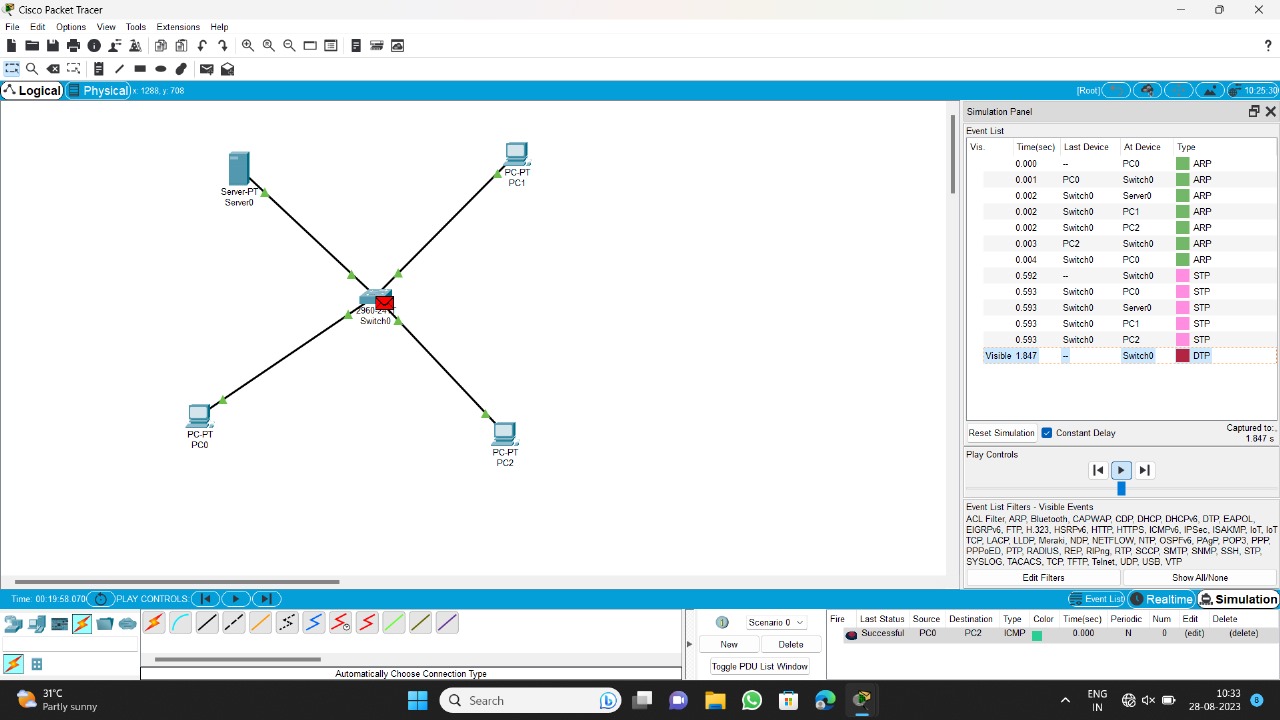 Cisco Packet Tracer
File Edit Options View Tools Extensions Help
?
Logical Physical x: 1288, y: 708 [Root] 10:25:30
Simulation Panel
Event List
Vis. Time(sec) Last Device At Device Type
0.000 -- PC0 ARP
0.001 PC0 Switch0 ARP
0.002 Switch0 Server0 ARP
0.002 Switch0 PC1 ARP
0.002 Switch0 PC2 ARP
0.003 PC2 Switch0 ARP
0.004 Switch0 PC0 ARP
0.592 -- Switch0 STP
0.593 Switch0 PC0 STP
0.593 Switch0 Server0 STP
0.593 Switch0 PC1 STP
0.593 Switch0 PC2 STP
Visible 1.847 -- Switch0 DTP
Reset Simulation Constant Delay Captured to:
1.847 s
Play Controls
Event List Filters - Visible Events
ACL Filter, ARP, Bluetooth, CAPWAP, CDP, DHCP, DHCPv6, DTP, EAPOL,
EIGRPv6, FTP, H.323, HSRPv6, HTTP, HTTPS, ICMPv6, IPSec, ISAKMP, IoT, IoT
TCP, LACP, LLDP, Meraki, NDP, NETFLOW, NTP, OSPFv6, PAgP, POP3, PPP,
PPPoED, PTP, RADIUS, REP, RIPng, RTP, SCCP, SMTP, SNMP, SSH, STP,
SYSLOG, TACACS, TCP, TFTP, Telnet, UDP, USB, VTP
Edit Filters Show All/None
Server-PT
Server0
PC-PT
PC1
Switch0
PC-PT
PC0
PC-PT
PC2
Time: 00:19:58.070 PLAY CONTROLS: Event List Realtime Simulation
Scenario 0
New Delete
Toggle PDU List Window
Fire Last Status Source Destination Type Color Time(sec) Periodic Num Edit Delete
Successful PC0 PC2 ICMP 0.000 N 0 (edit) (delete)
Automatically Choose Connection Type
31°C
Partly sunny
Search
ENG
IN
10:33
28-08-2023
8